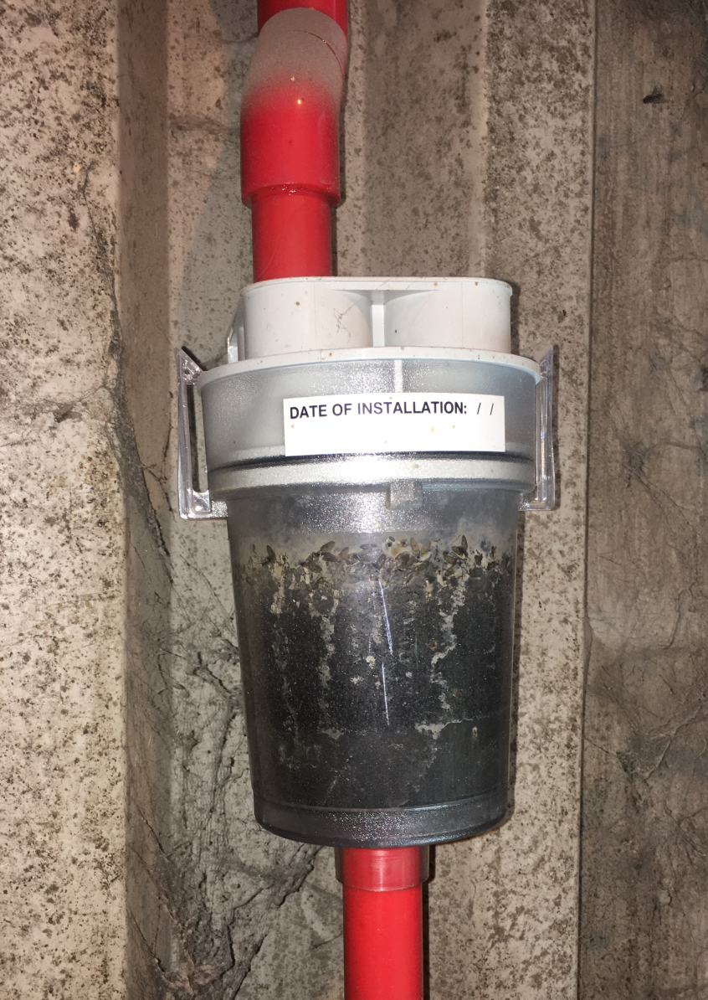 DATE OF INSTALLATION: / /